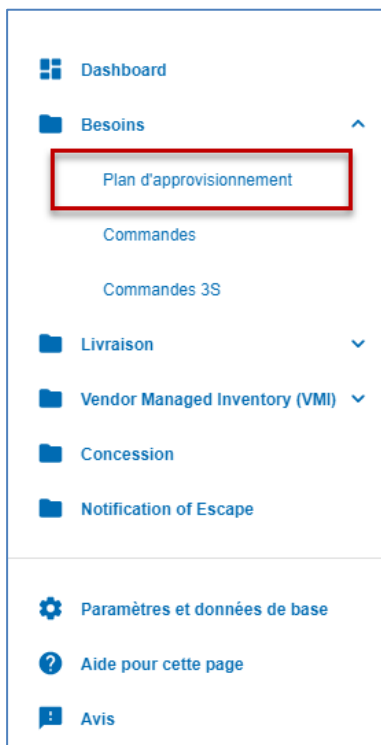 Dashboard
Besoins
Plan d'approvisionnement
Commandes
Commandes 3S
Livraison
Vendor Managed Inventory (VMI)
Concession
Notification of Escape
Paramètres et données de base
Aide pour cette page
Avis